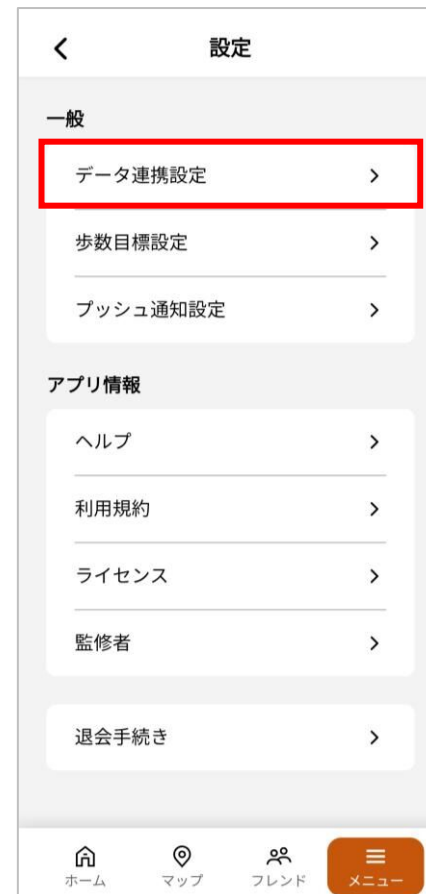 設定
一般
データ連携設定
歩数目標設定
プッシュ通知設定
アプリ情報
ヘルプ
利用規約
ライセンス
監修者
退会手続き
ホーム マップ フレンド メニュー